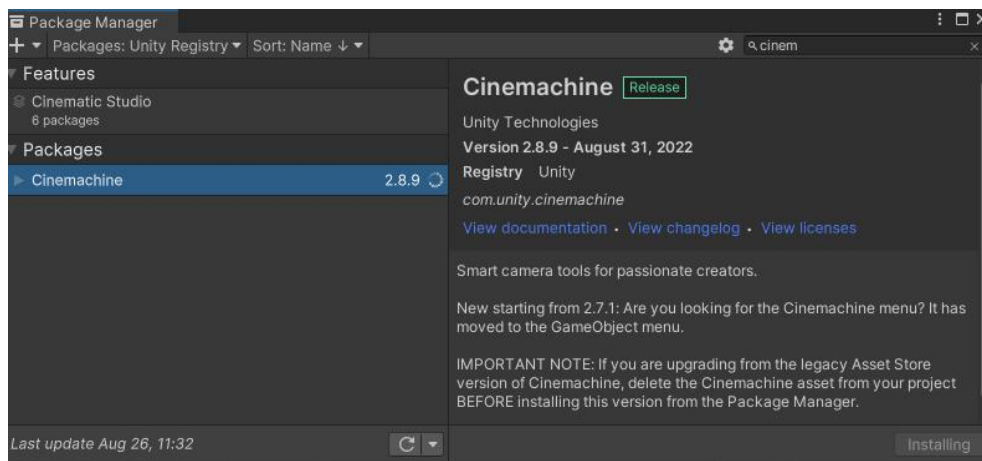 Package Manager
Packages: Unity Registry Sort: Name ↓
cinem
Features
Cinematic Studio
6 packages
Packages
Cinemachine 2.8.9
Cinemachine Release
Unity Technologies
Version 2.8.9 - August 31, 2022
Registry Unity
com.unity.cinemachine
View documentation • View changelog • View licenses
Smart camera tools for passionate creators.
New starting from 2.7.1: Are you looking for the Cinemachine menu? It has
moved to the GameObject menu.
IMPORTANT NOTE: If you are upgrading from the legacy Asset Store
version of Cinemachine, delete the Cinemachine asset from your project
BEFORE installing this version from the Package Manager.
Last update Aug 26, 11:32
Installing